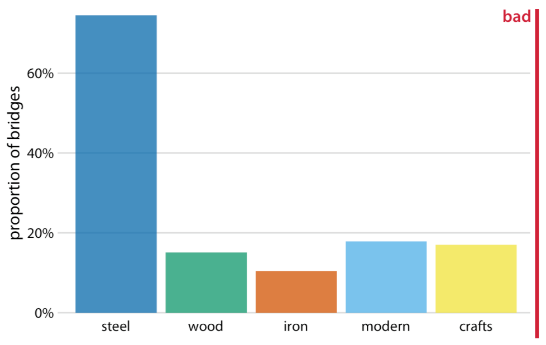 bad
proportion of bridges
60%
40%
20%
0%
steel wood iron modern crafts